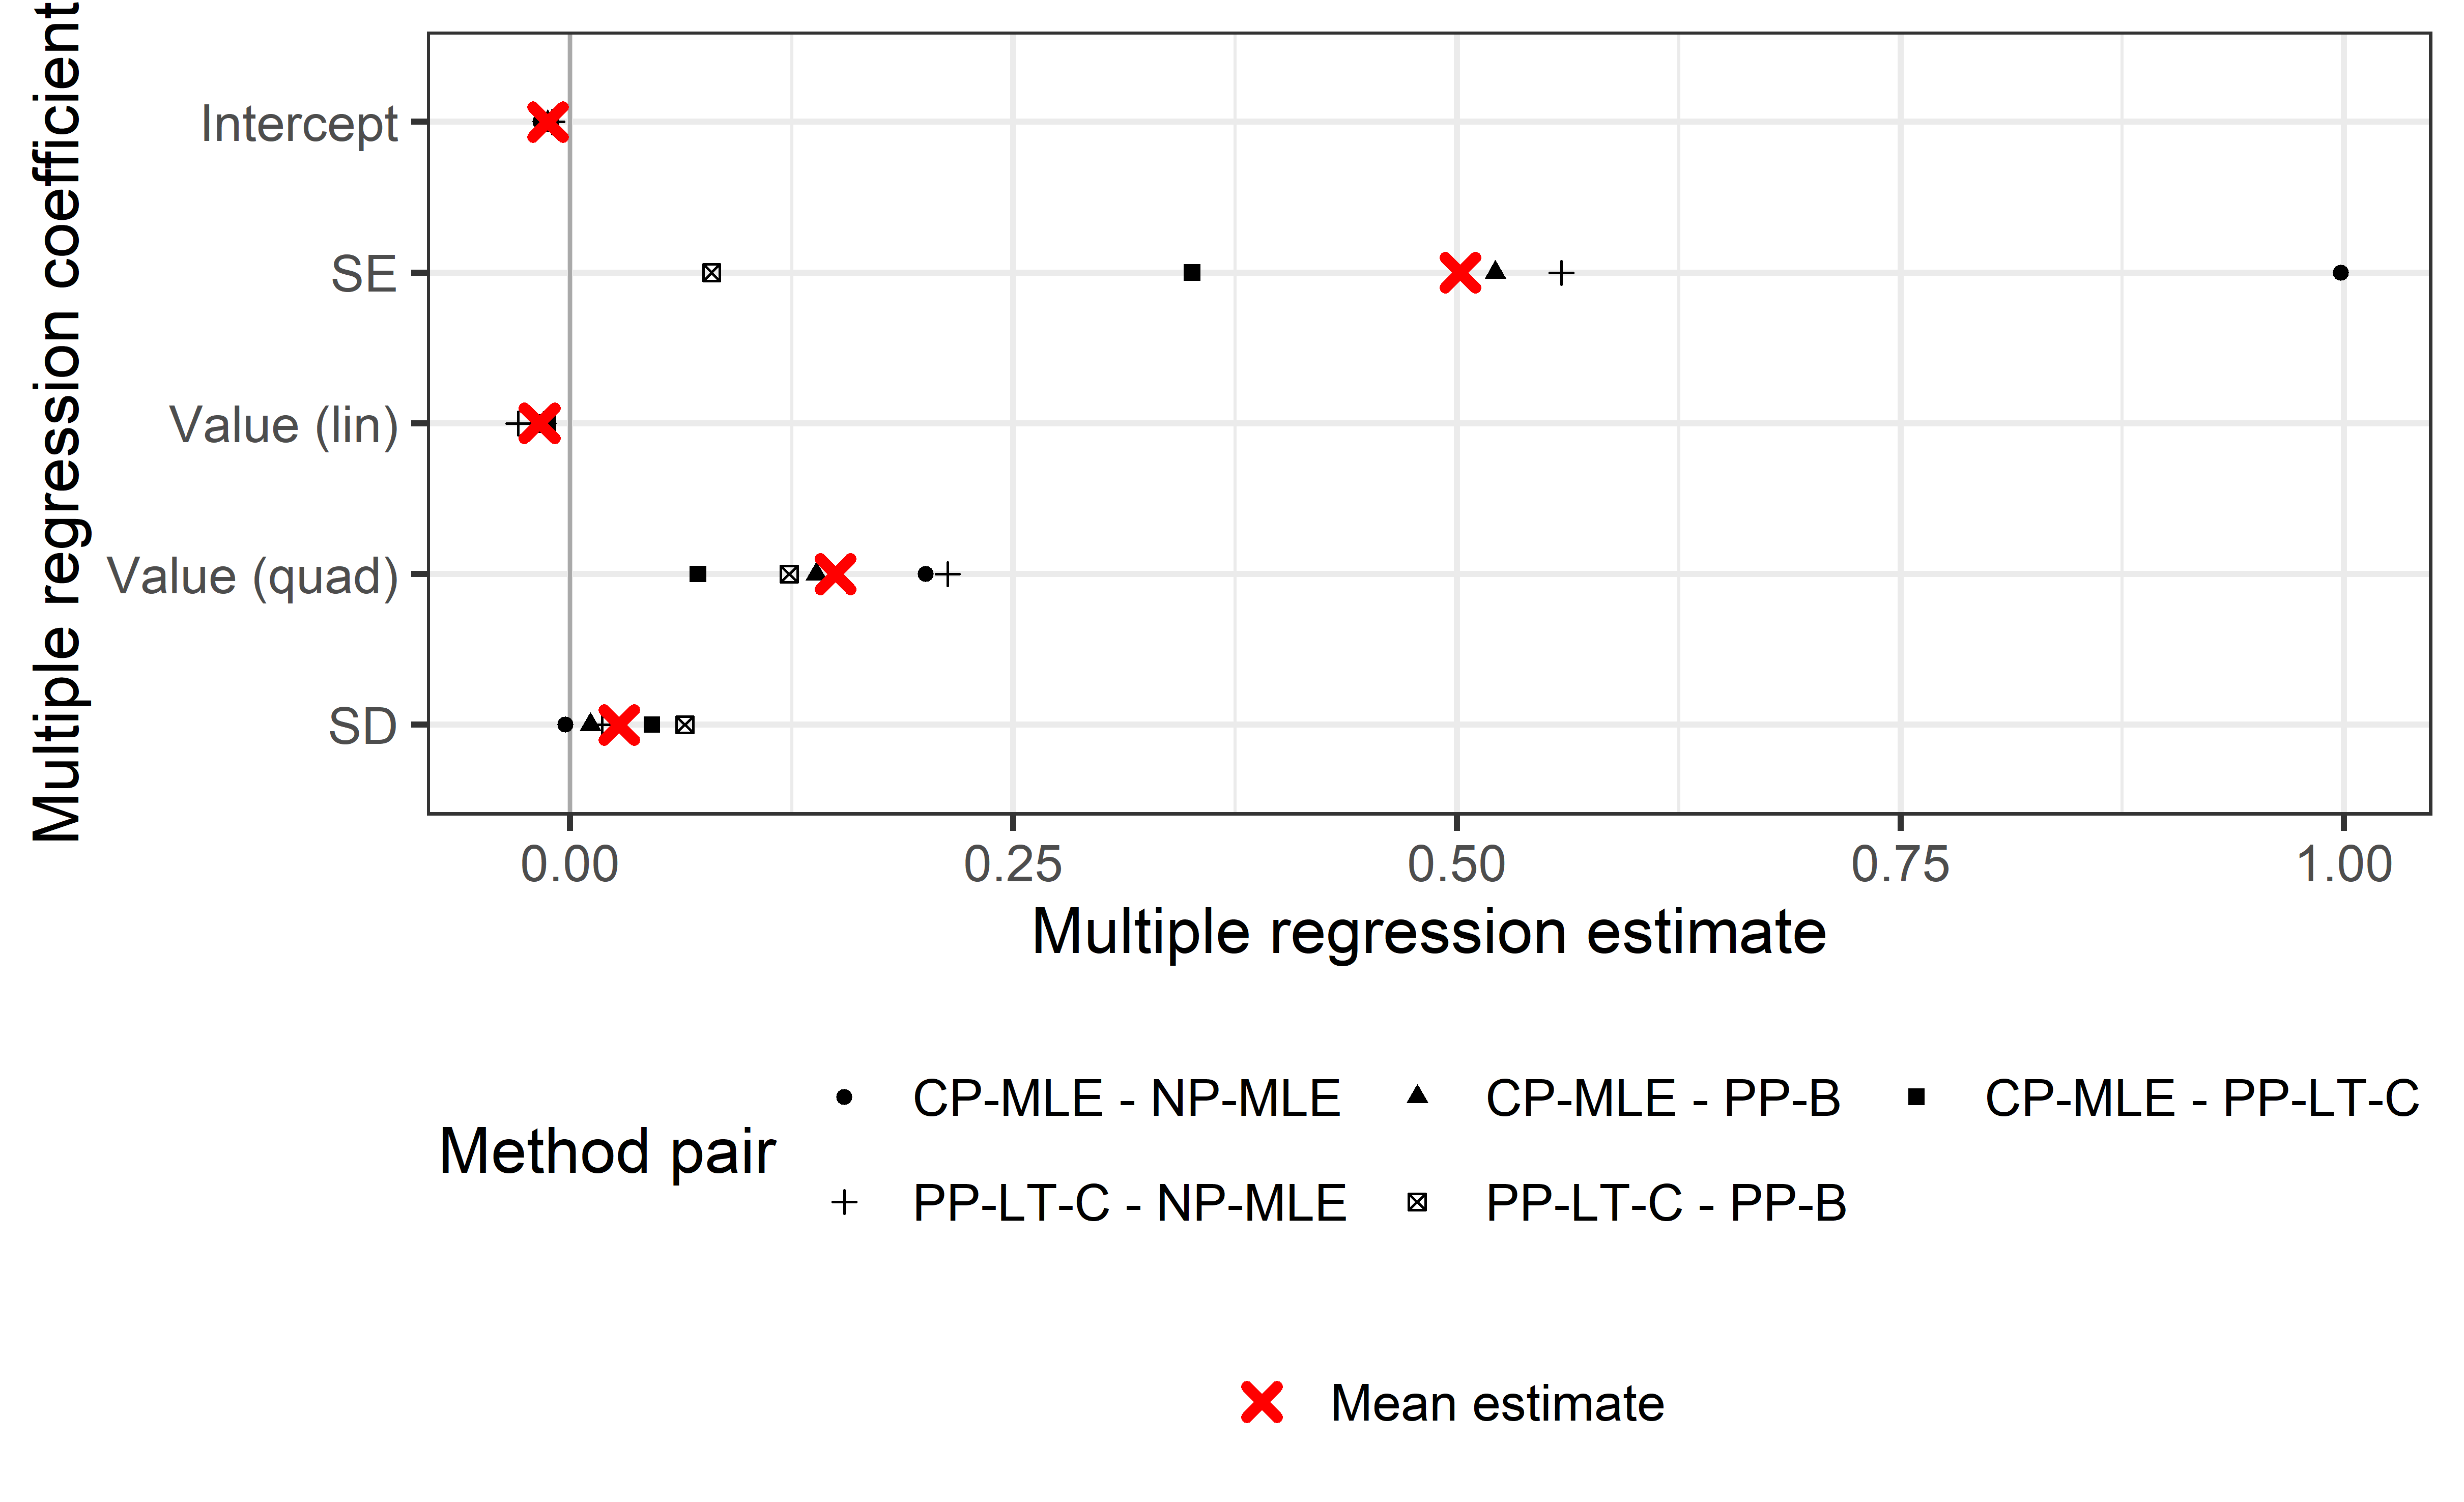 Multiple regression coefficient
Intercept
SE
Value (lin)
Value (quad)
SD
0.00 0.25 0.50 0.75 1.00
Multiple regression estimate
Method pair
CP-MLE - NP-MLE CP-MLE - PP-B CP-MLE - PP-LT-C
PP-LT-C - NP-MLE PP-LT-C - PP-B
Mean estimate